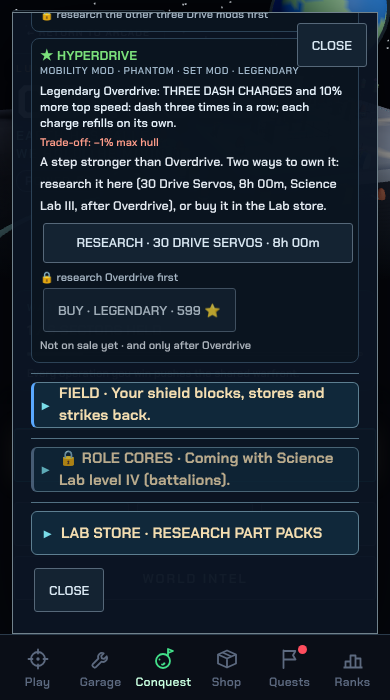 🔒 research the other three Overdrive mods first
CLOSE
★ HYPERDRIVE
MOBILITY MOD · PHANTOM · SET MOD · LEGENDARY
Legendary Overdrive: THREE DASH CHARGES and 10%
more top speed: dash three times in a row; each
charge refills on its own.
Trade-off: –1% max hull
A step stronger than Overdrive. Two ways to own it:
research it here (30 Drive Servos, 8h 00m, Science
Lab III, after Overdrive), or buy it in the Lab store.
RESEARCH · 30 DRIVE SERVOS · 8h 00m
🔒 research Overdrive first
BUY · LEGENDARY · 599 ⭐
Not on sale yet · and only after Overdrive
▸ FIELD · Your shield blocks, stores and
strikes back.
▸ 🔒 ROLE CORES · Coming with Science
Lab level IV (battalions).
▸ LAB STORE · RESEARCH PART PACKS
CLOSE
WORLD INTEL
Play Garage Conquest Shop Quests Ranks